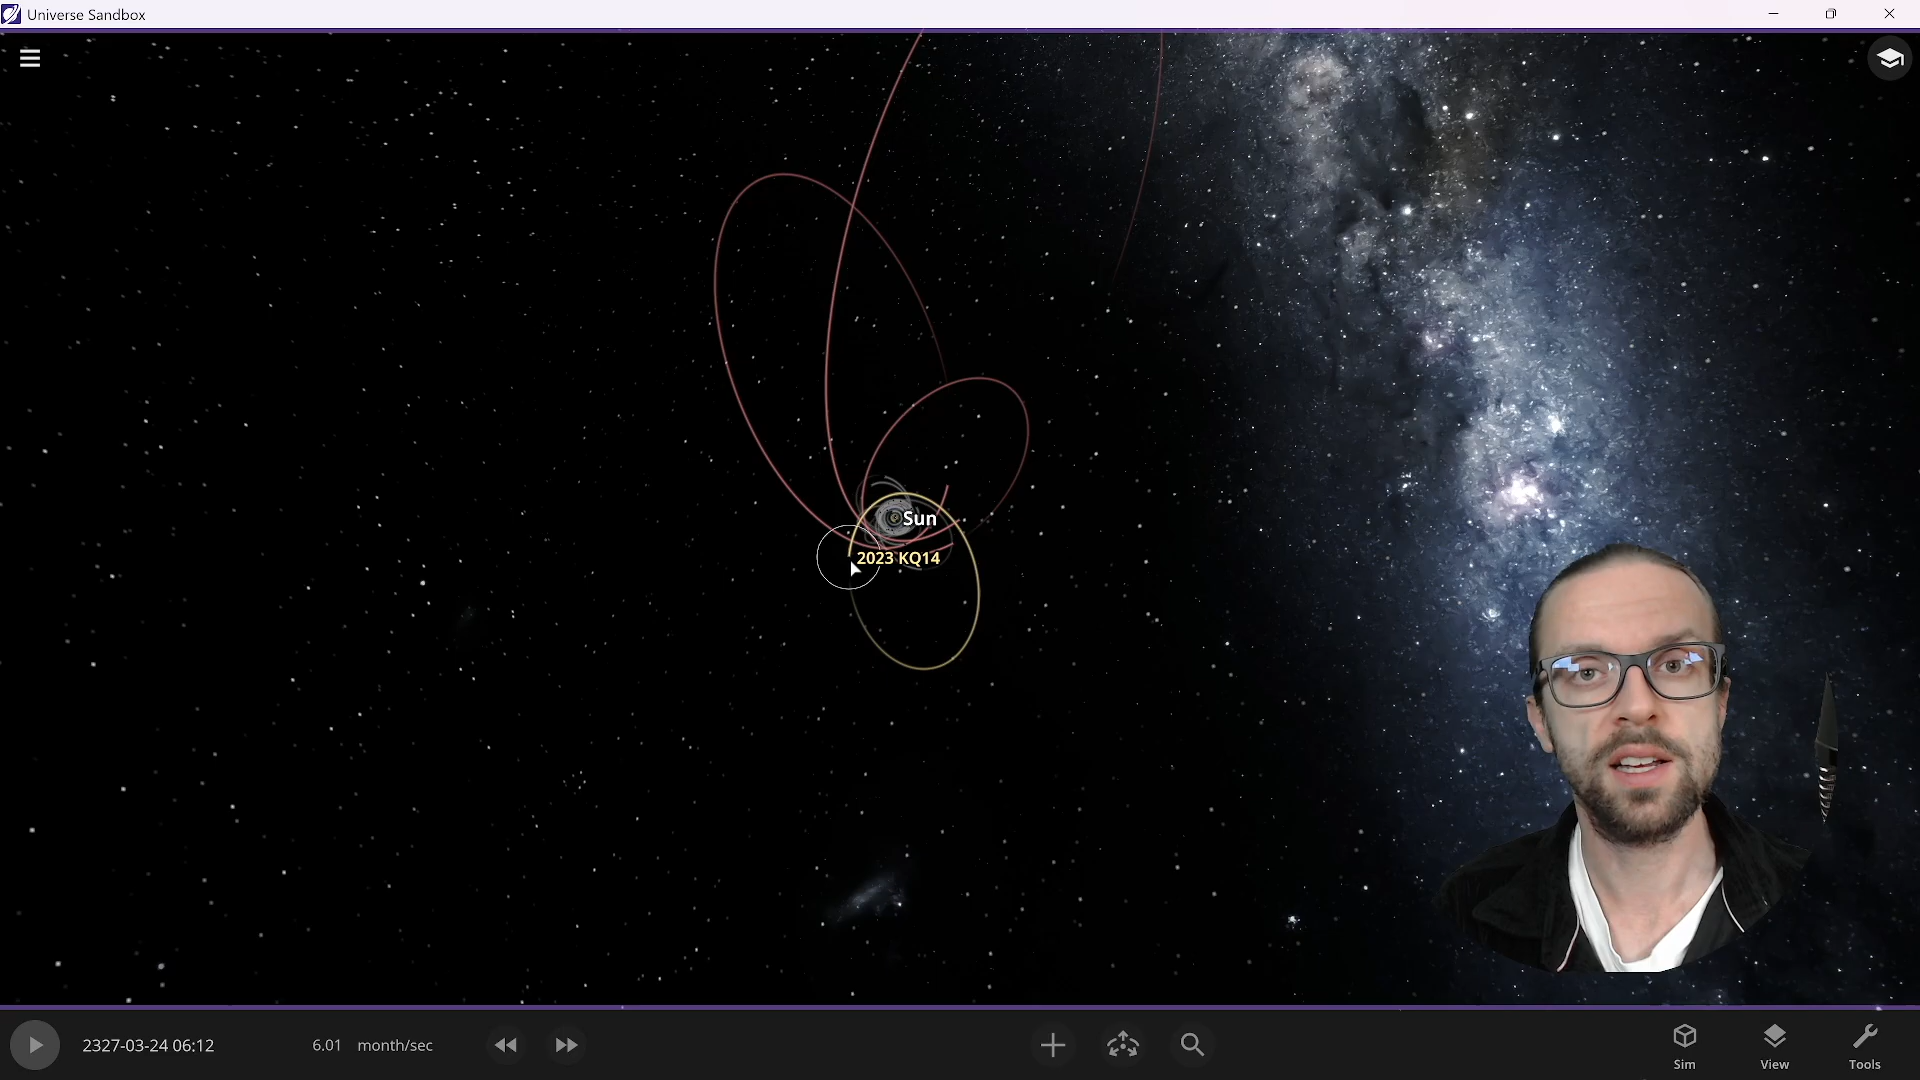 Universe Sandbox
Sun
2023 KQ14
2327-03-24 06:12
6.01 month/sec
Sim
View
Tools